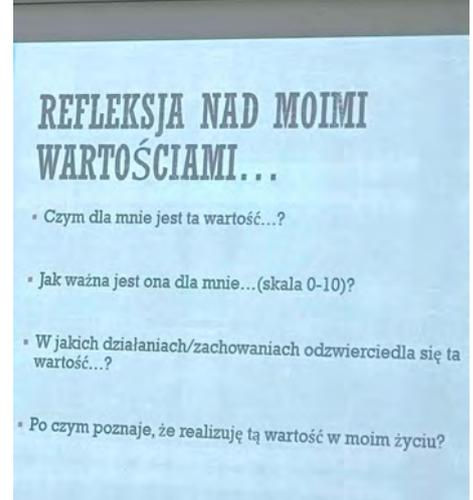 REFLEKSJA NAD MOIMI
WARTOŚCIAMI...
▪ Czym dla mnie jest ta wartość...?
▪ Jak ważna jest ona dla mnie...(skala 0-10)?
▪ W jakich działaniach/zachowaniach odzwierciedla się ta
wartość...?
▪ Po czym poznaje, że realizuję tą wartość w moim życiu?